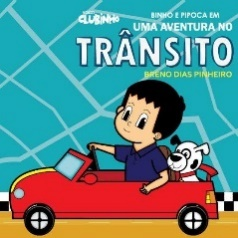 CLUBINHO
BINHO E PIPOCA EM
UMA AVENTURA NO
TRÂNSITO
BRENO DIAS PINHEIRO